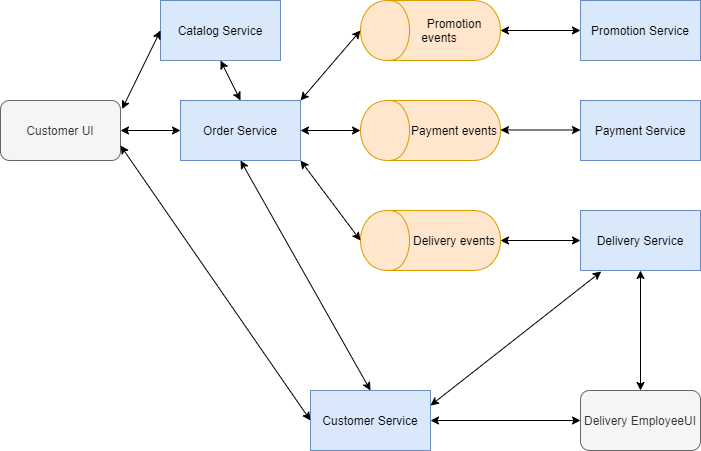 Catalog Service
Promotion
events
Promotion Service
Customer UI
Order Service
Payment events
Payment Service
Delivery events
Delivery Service
Customer Service
Delivery EmployeeUI